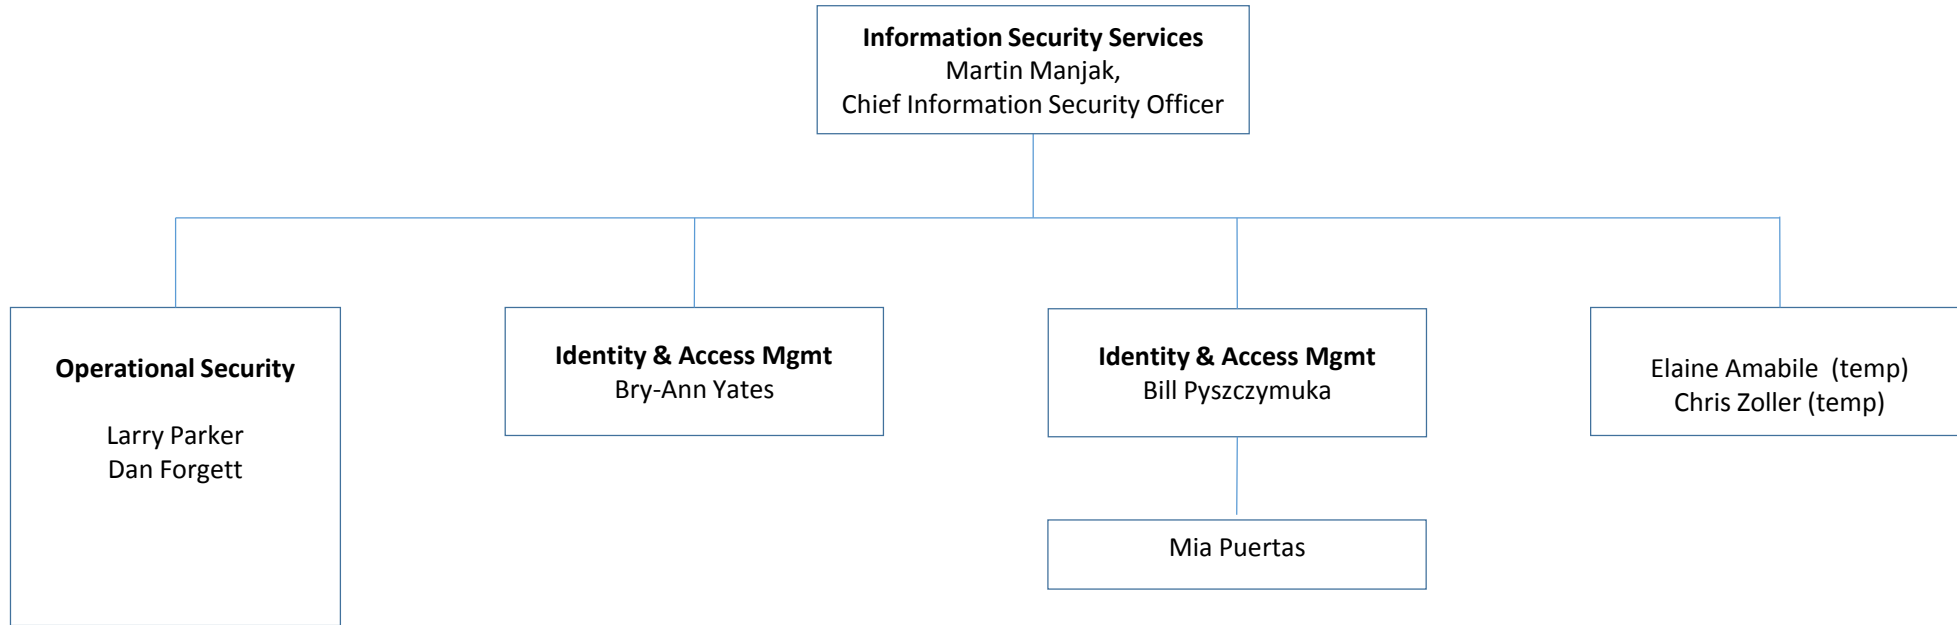 Information Security Services
Martin Manjak,
Chief Information Security Officer
Operational Security
Larry Parker
Dan Forgett
Identity & Access Mgmt
Bry-Ann Yates
Identity & Access Mgmt
Bill Pyszczymuka
Mia Puertas
Elaine Amabile  (temp)
Chris Zoller (temp)